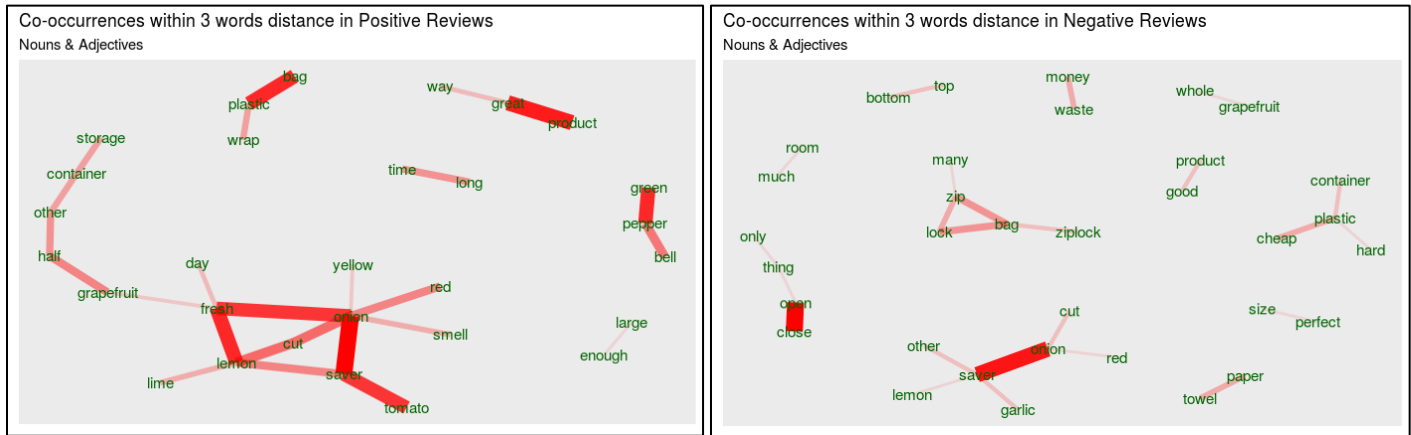 Co-occurrences within 3 words distance in Positive Reviews
Nouns & Adjectives
bag
way
plastic
great
product
wrap
storage
time
container
long
green
other
pepper
half
bell
day
yellow
grapefruit
red
fresh
onion
large
smell
cut
enough
lemon
saver
lime
tomato
Co-occurrences within 3 words distance in Negative Reviews
Nouns & Adjectives
money
top
whole
bottom
waste
grapefruit
room
many
product
much
good
container
zip
plastic
bag
lock
ziplock
only
cheap
hard
thing
open
size
cut
close
perfect
other
onion
red
saver
paper
lemon
towel
garlic